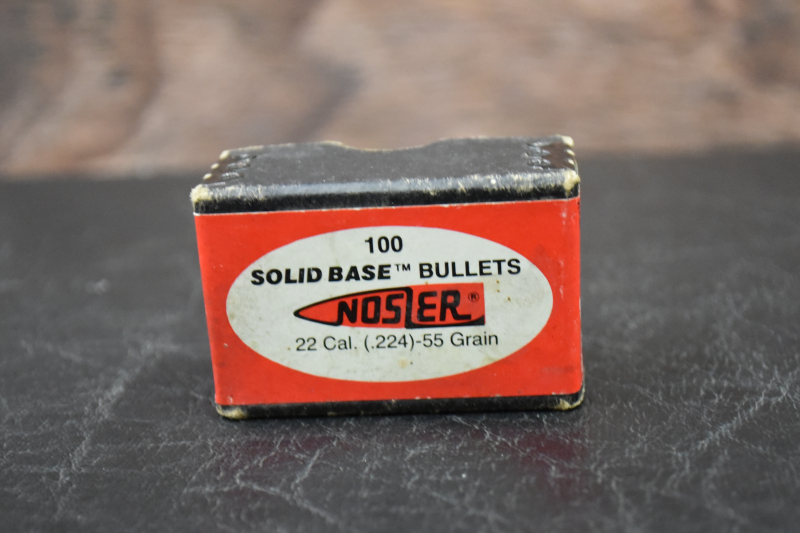 100
SOLID BASE™ BULLETS
NOSLER®
22 Cal. (.224)-55 Grain